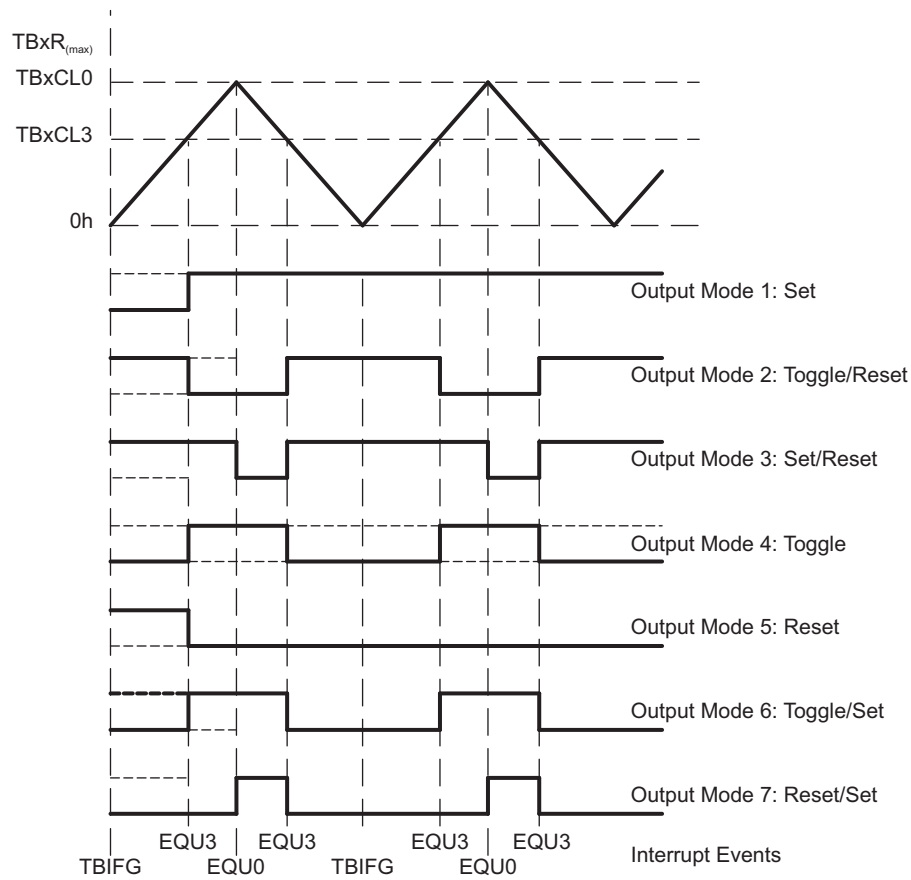 TBxR(max)
TBxCL0
TBxCL3
0h
Output Mode 1: Set
Output Mode 2: Toggle/Reset
Output Mode 3: Set/Reset
Output Mode 4: Toggle
Output Mode 5: Reset
Output Mode 6: Toggle/Set
Output Mode 7: Reset/Set
EQU3 EQU3 EQU3 EQU3
TBIFG EQU0 TBIFG EQU0
Interrupt Events